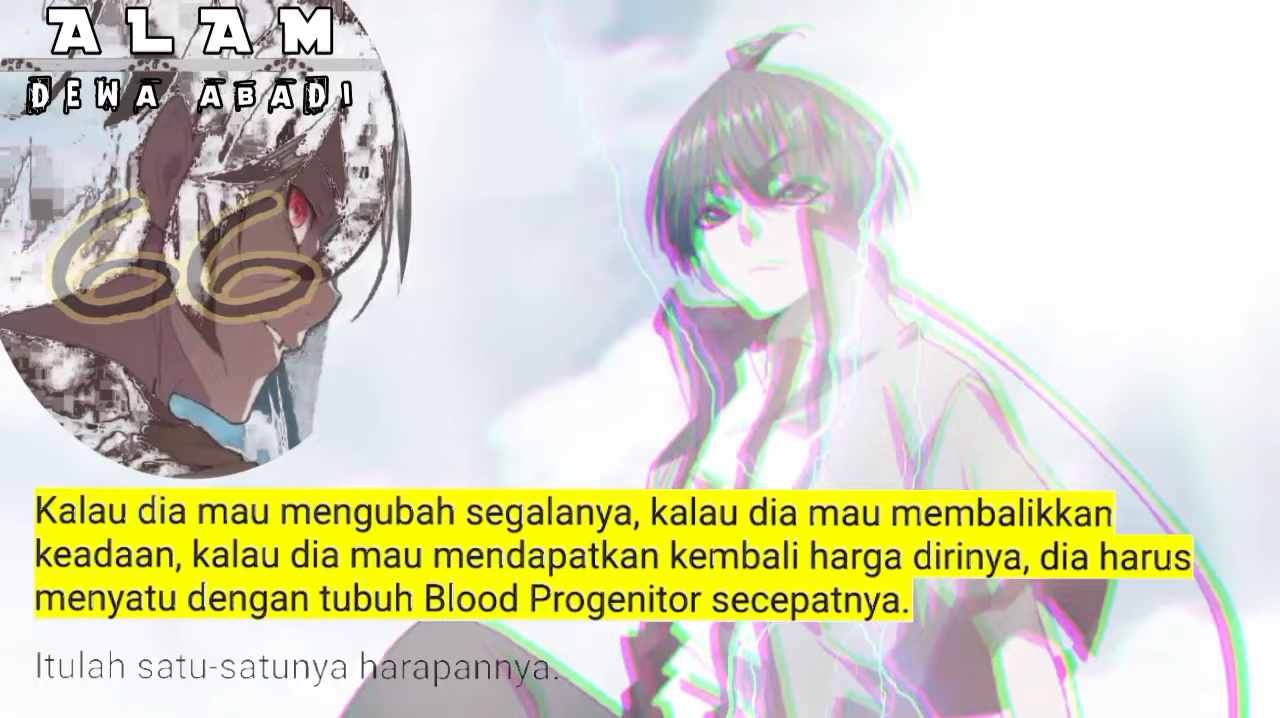 ALAM
DEWA ABADI
66
Kalau dia mau mengubah segalanya, kalau dia mau membalikkan
keadaan, kalau dia mau mendapatkan kembali harga dirinya, dia harus
menyatu dengan tubuh Blood Progenitor secepatnya.
Itulah satu-satunya harapannya.